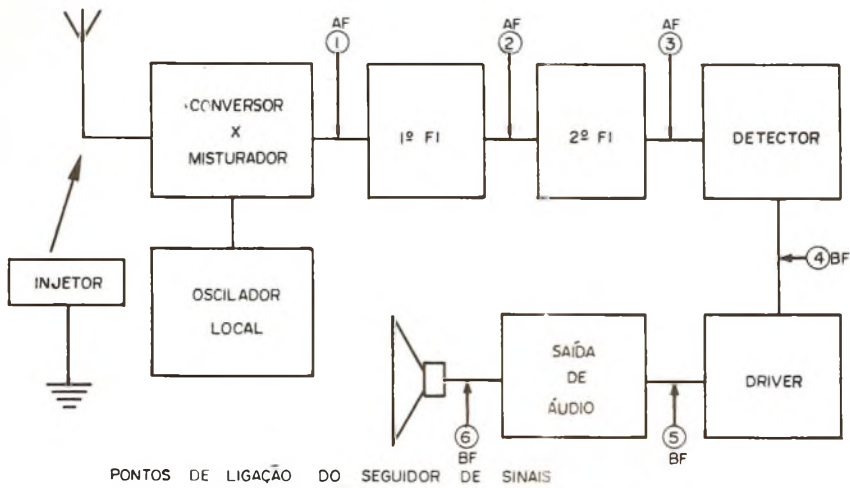 AF
1
AF
2
AF
3
CONVERSOR
X
MISTURADOR
1º FI
2º FI
DETECTOR
INJETOR
OSCILADOR
LOCAL
4 BF
SAÍDA
DE
ÁUDIO
DRIVER
6
BF
5
BF
PONTOS DE LIGAÇÃO DO SEGUIDOR DE SINAIS